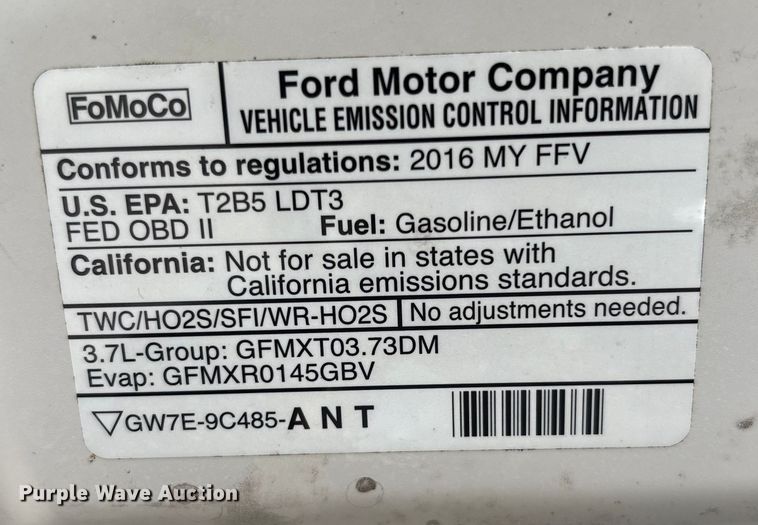 FoMoCo
Ford Motor Company
VEHICLE EMISSION CONTROL INFORMATION
Conforms to regulations: 2016 MY FFV
U.S. EPA: T2B5 LDT3
FED OBD II Fuel: Gasoline/Ethanol
California: Not for sale in states with
California emissions standards.
TWC/HO2S/SFI/WR-HO2S No adjustments needed.
3.7L-Group: GFMXT03.73DM
Evap: GFMXR0145GBV
GW7E-9C485-A N T
Purple Wave Auction